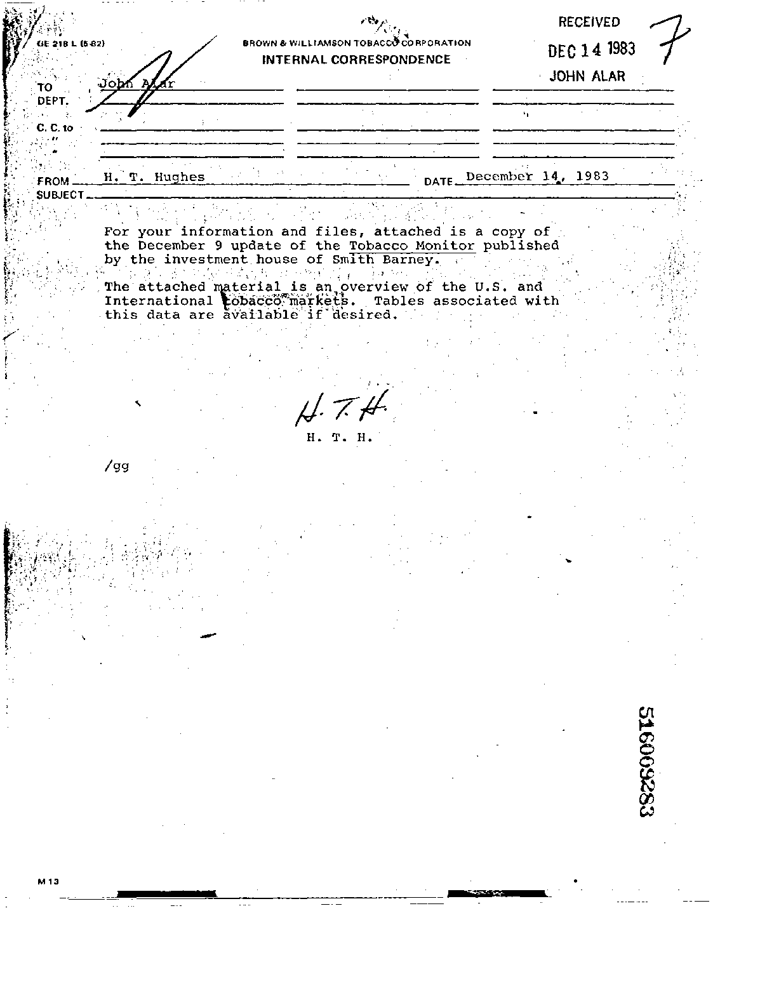 RECEIVED
7
GE 218 L (5-82)
BROWN & WILLIAMSON TOBACCO CORPORATION
DEC 14 1983
INTERNAL CORRESPONDENCE
JOHN ALAR
TO John Alar
DEPT.
C. C. to
"
"
FROM H. T. Hughes DATE December 14, 1983
SUBJECT
For your information and files, attached is a copy of
the December 9 update of the Tobacco Monitor published
by the investment house of Smith Barney.
The attached material is an overview of the U.S. and
International tobacco markets. Tables associated with
this data are available if desired.
H. T. H.
H. T. H.
/gg
516009283
M 13